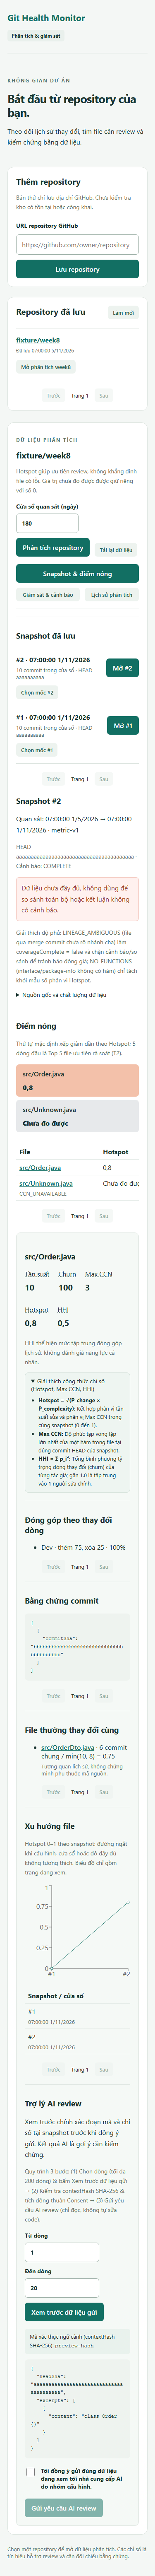 Git Health Monitor
Phân tích & giám sát
KHÔNG GIAN DỰ ÁN
Bắt đầu từ repository của
bạn.
Theo dõi lịch sử thay đổi, tìm file cần review và
kiểm chứng bằng dữ liệu.
Thêm repository
Bản thử chỉ lưu địa chỉ GitHub. Chưa kiểm tra
kho có tồn tại hoặc công khai.
URL repository GitHub
https://github.com/owner/repository
Lưu repository
Repository đã lưu
Làm mới
fixture/week8
Đã lưu 07:00:00 5/11/2026
Mở phân tích week8
Trước Trang 1 Sau
DỮ LIỆU PHÂN TÍCH
fixture/week8
Hotspot giúp ưu tiên review, không khẳng định
file có lỗi. Giá trị chưa đo được được giữ riêng
với số 0.
Cửa sổ quan sát (ngày)
180
Phân tích repository
Tải lại dữ liệu
Snapshot & điểm nóng
Giám sát & cảnh báo
Lịch sử phân tích
Snapshot đã lưu
#2 · 07:00:00 1/11/2026
10 commit trong cửa sổ · HEAD
aaaaaaaaaa
Mở #2
Chọn mốc #2
#1 · 07:00:00 1/11/2026
10 commit trong cửa sổ · HEAD
aaaaaaaaaa
Mở #1
Chọn mốc #1
Trước Trang 1 Sau
Snapshot #2
Quan sát: 07:00:00 1/5/2026 → 07:00:00
1/11/2026 · metric-v1
HEAD
Cảnh báo: COMPLETE
Dữ liệu chưa đầy đủ, không dùng để
so sánh toàn bộ hoặc kết luận không
có cảnh báo.
Giải thích độ phủ: LINEAGE_AMBIGUOUS (file
qua merge commit chưa rõ nhánh cha) làm
coverageComplete = false và chặn cảnh báo/so
sánh để tránh báo động giả; NO_FUNCTIONS
(interface/package-info không có hàm) chỉ tách
khỏi mẫu số phân vị Hotspot.
▶ Nguồn gốc và chất lượng dữ liệu
Điểm nóng
Thứ tự mặc định xếp giảm dần theo Hotspot; 5
dòng đầu là Top 5 file ưu tiên rà soát (T2).
src/Order.java
0,8
src/Unknown.java
Chưa đo được
File Hotspot
src/Order.java 0,8
src/Unknown.java Chưa đo đượ
CCN_UNAVAILABLE
Trước Trang 1 Sau
src/Order.java
Tần suất Churn Max CCN
10 100 3
Hotspot HHI
0,8 0,5
HHI thể hiện mức tập trung đóng góp
lịch sử, không đánh giá năng lực cá
nhân.
▼ Giải thích công thức chỉ số
(Hotspot, Max CCN, HHI)
• Hotspot = √(P_change ×
P_complexity): Kết hợp phân vị tần
suất sửa và phân vị Max CCN trong
cùng snapshot (0 đến 1).
• Max CCN: Độ phức tạp vòng lặp
lớn nhất của một hàm trong file tại
đúng commit HEAD của snapshot.
• HHI = Σ p_i²: Tổng bình phương tỷ
trọng dòng thay đổi (churn) của
từng tác giả; gần 1.0 là tập trung
vào 1 người sửa chính.
Đóng góp theo thay đổi
dòng
• Dev · thêm 75, xóa 25 · 100%
Trước Trang 1 Sau
Bằng chứng commit
[
{
"commitSha":
}
]
Trước Trang 1 Sau
File thường thay đổi cùng
• src/OrderDto.java · 6 commit
chung / min(10, 8) = 0,75
Tương quan lịch sử, không chứng
minh phụ thuộc mã nguồn.
Trước Trang 1 Sau
Xu hướng file
Hotspot 0–1 theo snapshot; đường ngắt
khi cấu hình, cửa sổ hoặc độ đầy đủ
không tương thích. Biểu đồ chỉ gồm
trang đang xem.
1
0.75
0.5
0.25
0
#1 #2
Snapshot / cửa sổ
#1
07:00:00 1/11/2026
#2
07:00:00 1/11/2026
Trước Trang 1 Sau
Trợ lý AI review
Xem trước chính xác đoạn mã và chỉ
số tại snapshot trước khi đồng ý
gửi. Kết quả AI là gợi ý cần kiểm
chứng.
Quy trình 3 bước: (1) Chọn dòng (tối đa
200 dòng) & bấm Xem trước dữ liệu gửi
→ (2) Kiểm tra contextHash SHA-256 &
tích đồng thuận Consent → (3) Gửi yêu
cầu AI review (chỉ đọc, không tự sửa
code).
Từ dòng
1
Đến dòng
20
Xem trước dữ liệu gửi
Mã xác thực ngữ cảnh (contextHash
SHA-256): preview-hash
{
"headSha":
"excerpts": [
{
"content": "class Order
{}"
}
]
}
Tôi đồng ý gửi đúng dữ liệu
đang xem tới nhà cung cấp AI
do nhóm cấu hình.
Gửi yêu cầu AI review
Chọn một repository để mở dữ liệu phân tích. Các chỉ số là
tín hiệu hỗ trợ review và cần đối chiếu bằng chứng.